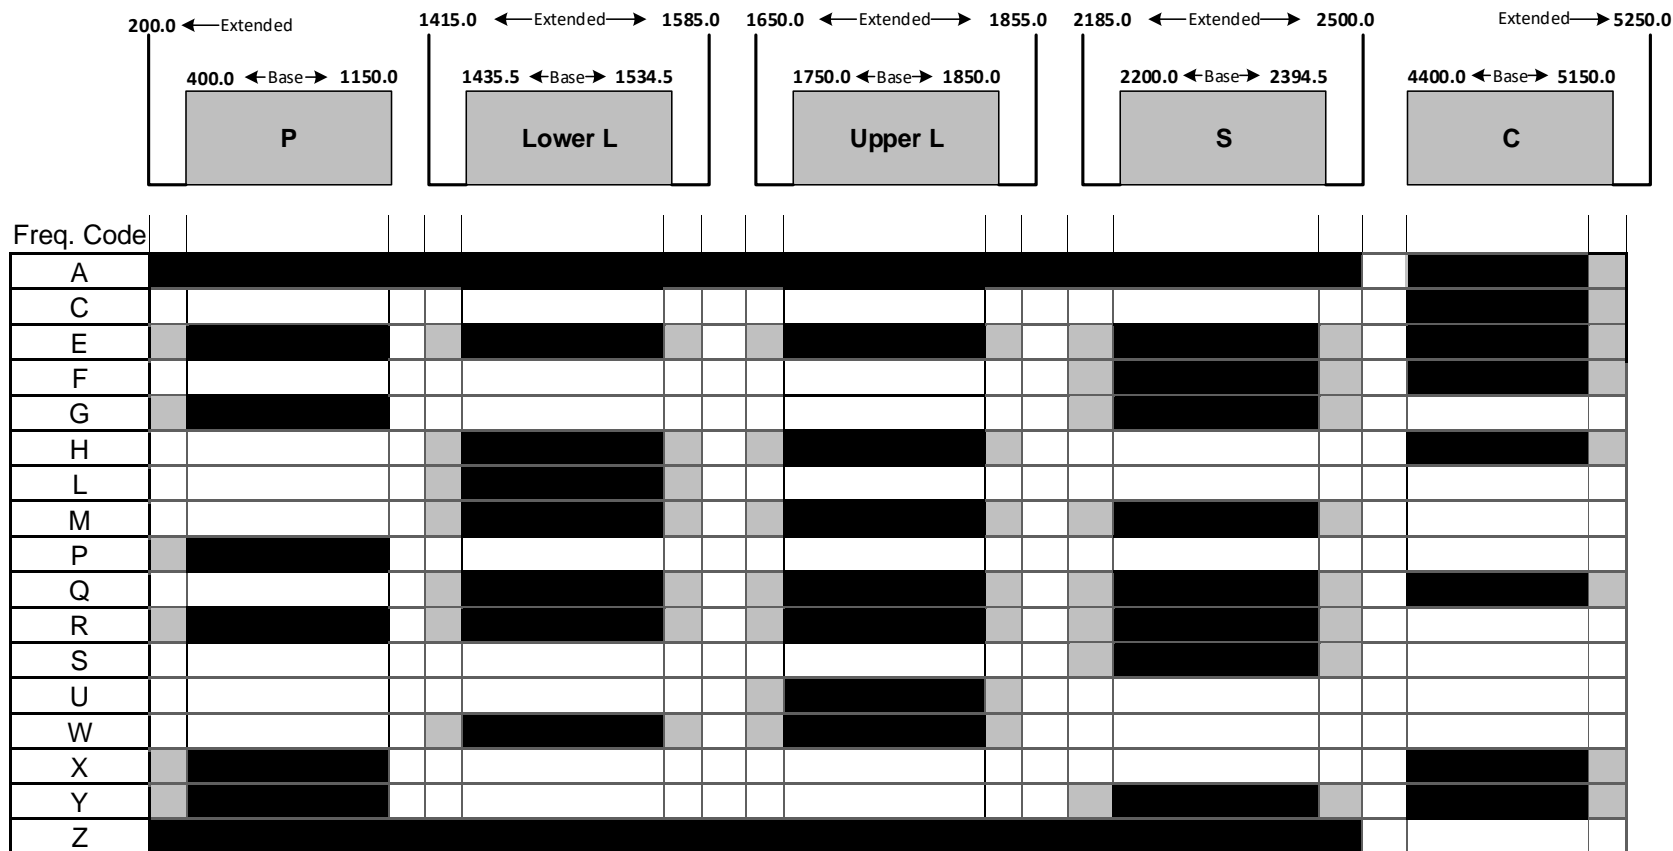 200.0 Extended 1415.0 Extended 1585.0 1650.0 Extended 1855.0 2185.0 Extended 2500.0 Extended 5250.0
400.0 Base 1150.0 1435.5 Base 1534.5 1750.0 Base 1850.0 2200.0 Base 2394.5 4400.0 Base 5150.0
P Lower L Upper L S C
Freq. Code
A
C
E
F
G
H
L
M
P
Q
R
S
U
W
X
Y
Z